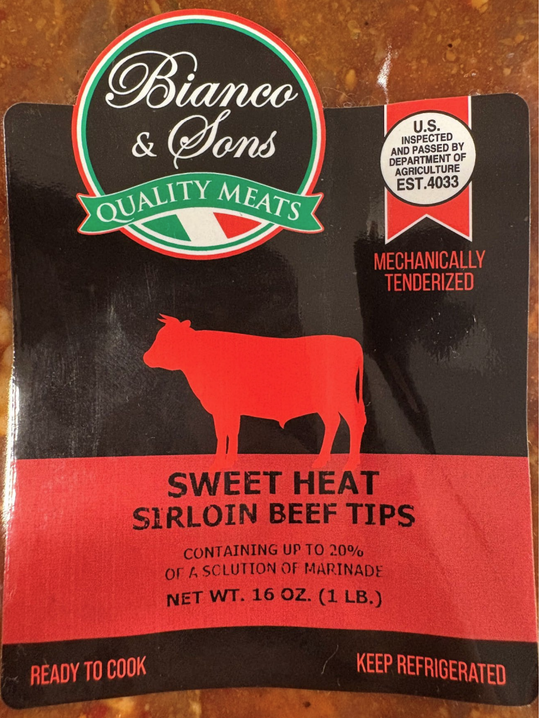 Bianco
& Sons
QUALITY MEATS
U.S.
INSPECTED
AND PASSED BY
DEPARTMENT OF
AGRICULTURE
EST.4033
MECHANICALLY
TENDERIZED
SWEET HEAT
SIRLOIN BEEF TIPS
CONTAINING UP TO 20%
OF A SOLUTION OF MARINADE
NET WT. 16 OZ. (1 LB.)
READY TO COOK
KEEP REFRIGERATED